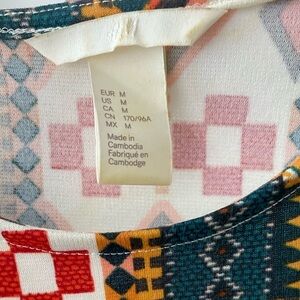 EUR M
US M
CA M
CN 170/96A
MX M
Made in
Cambodia
Fabriqué en
Cambodge